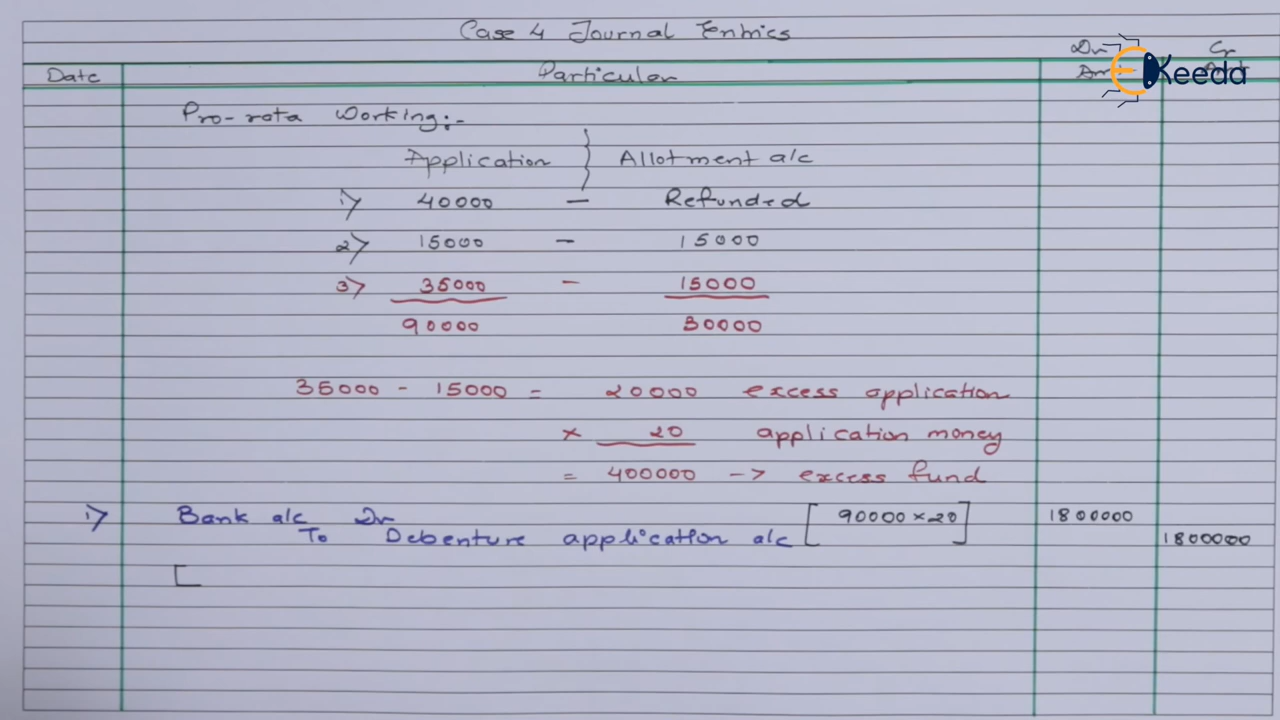 Case 4 Journal Entries
Date Particular Dr Cr
Keeda
Pro-rata Working:-
Application } Allotment a/c
1> 40000 - Refunded
2> 15000 - 15000
3> 35000 - 15000
90000 30000
35000 - 15000 = 20000 excess application
× 20 application money
= 400000 -> excess fund
1> Bank a/c Dr [90000 × 20] 1800000
To Debenture application a/c 1800000
[